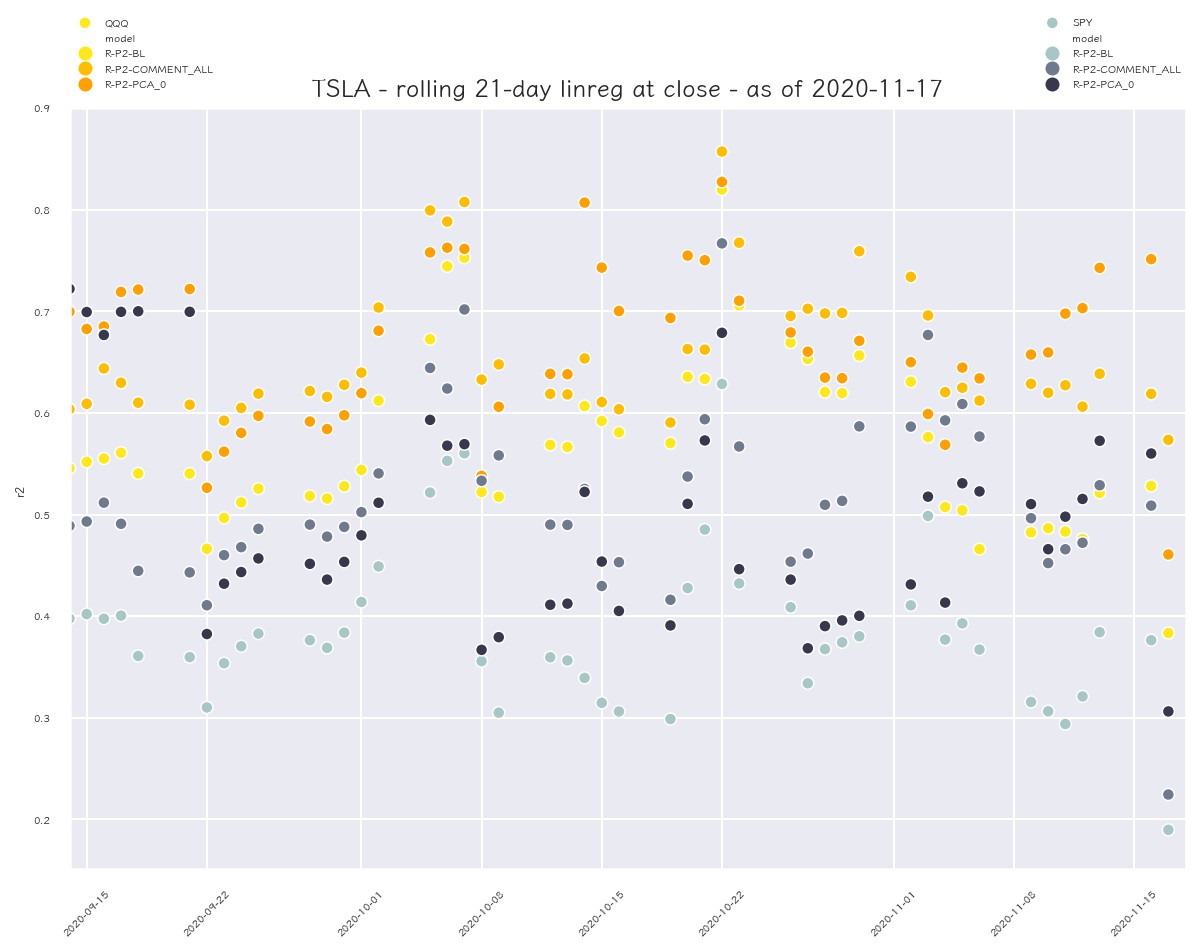 QQQ
model
R-P2-BL
R-P2-COMMENT_ALL
R-P2-PCA_0
SPY
model
R-P2-BL
R-P2-COMMENT_ALL
R-P2-PCA_0
TSLA - rolling 21-day linreg at close - as of 2020-11-17
0.9
0.8
0.7
0.6
0.5
0.4
0.3
0.2
r2
2020-09-15
2020-09-22
2020-10-01
2020-10-08
2020-10-15
2020-10-22
2020-11-01
2020-11-08
2020-11-15